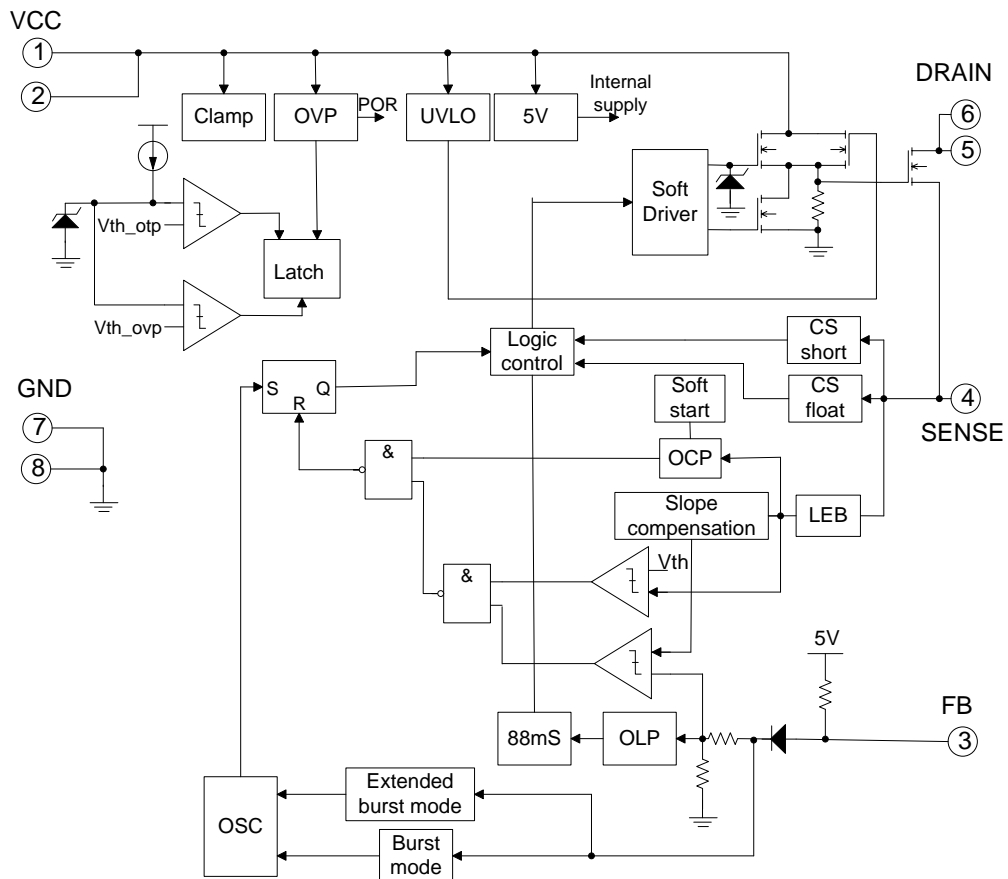 VCC
1
2
Clamp
OVP
POR
UVLO
5V
Internal
supply
DRAIN
6
5
Soft
Driver
Vth_otp
Latch
Vth_ovp
Logic
control
CS
short
CS
float
4
SENSE
S
Q
R
Soft
start
GND
7
8
&
OCP
Slope
compensation
LEB
&
Vth
5V
FB
3
88mS
OLP
OSC
Extended
burst mode
Burst
mode